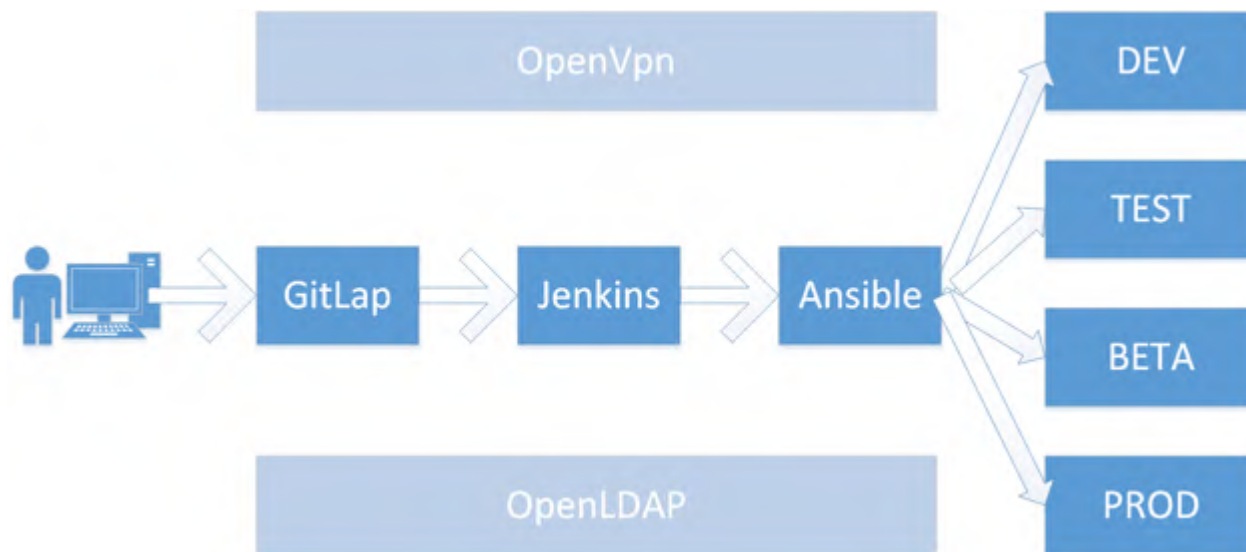 OpenVpn
DEV
TEST
GitLap
Jenkins
Ansible
BETA
OpenLDAP
PROD